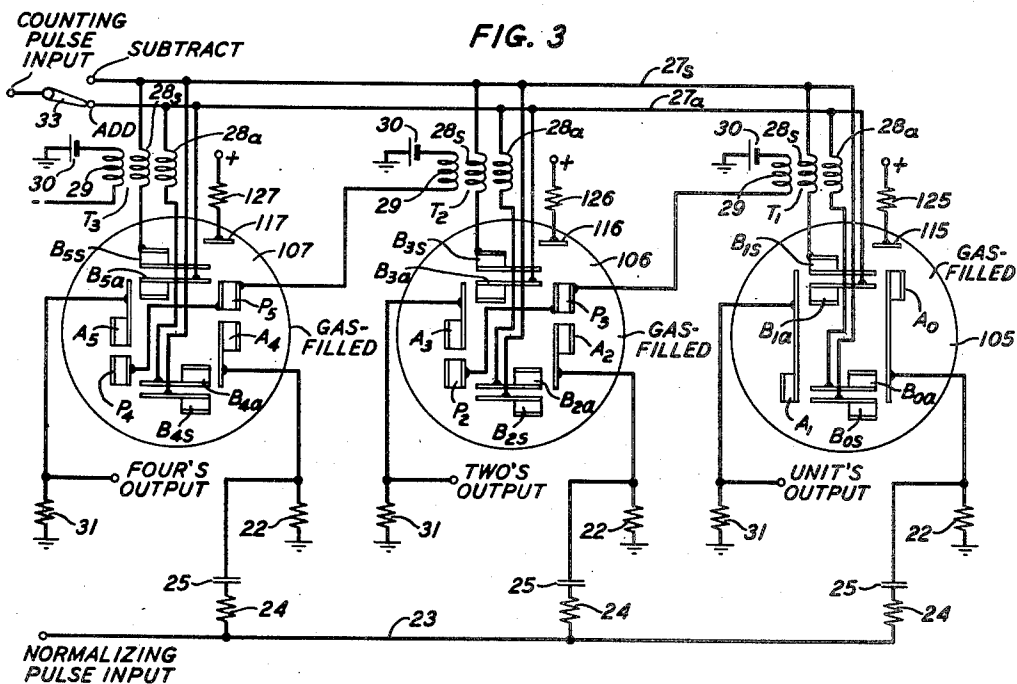 FIG. 3
COUNTING
PULSE
INPUT
SUBTRACT
ADD
33
27s
27a
28s
28a
30
29
T3
+
127
117
107
B5s
B5a
P5
A5
A4
P4
B4a
B4s
GAS-
FILLED
FOUR'S
OUTPUT
31
22
25
24
30
28s
28a
29
T2
+
126
116
106
B3s
B3a
P3
A3
A2
P2
B2a
B2s
GAS-
FILLED
TWO'S
OUTPUT
31
22
25
24
30
28s
28a
29
T1
+
125
115
GAS-
FILLED
B1s
B1a
A0
105
A1
B0a
B0s
UNIT'S
OUTPUT
31
22
25
24
23
NORMALIZING
PULSE INPUT